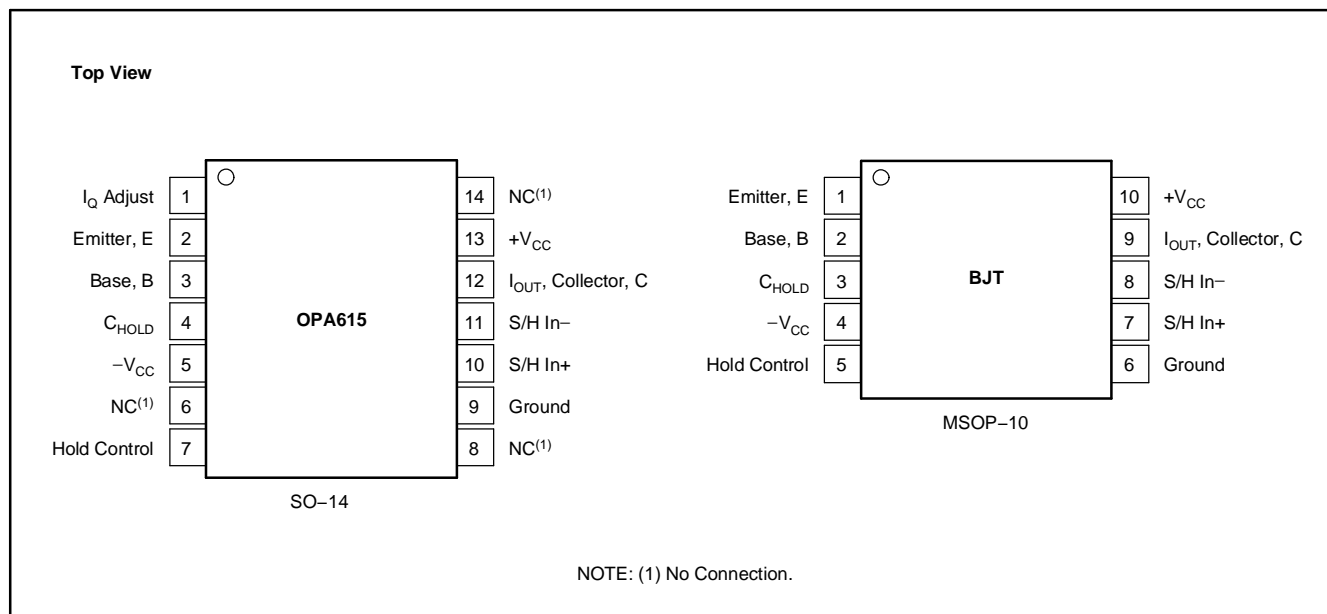 Top View
I_Q Adjust 1
Emitter, E 2
Base, B 3
C_HOLD 4
−V_CC 5
NC(1) 6
Hold Control 7
OPA615
14 NC(1)
13 +V_CC
12 I_OUT, Collector, C
11 S/H In−
10 S/H In+
9 Ground
8 NC(1)
SO−14
Emitter, E 1
Base, B 2
C_HOLD 3
−V_CC 4
Hold Control 5
BJT
10 +V_CC
9 I_OUT, Collector, C
8 S/H In−
7 S/H In+
6 Ground
MSOP−10
NOTE: (1) No Connection.